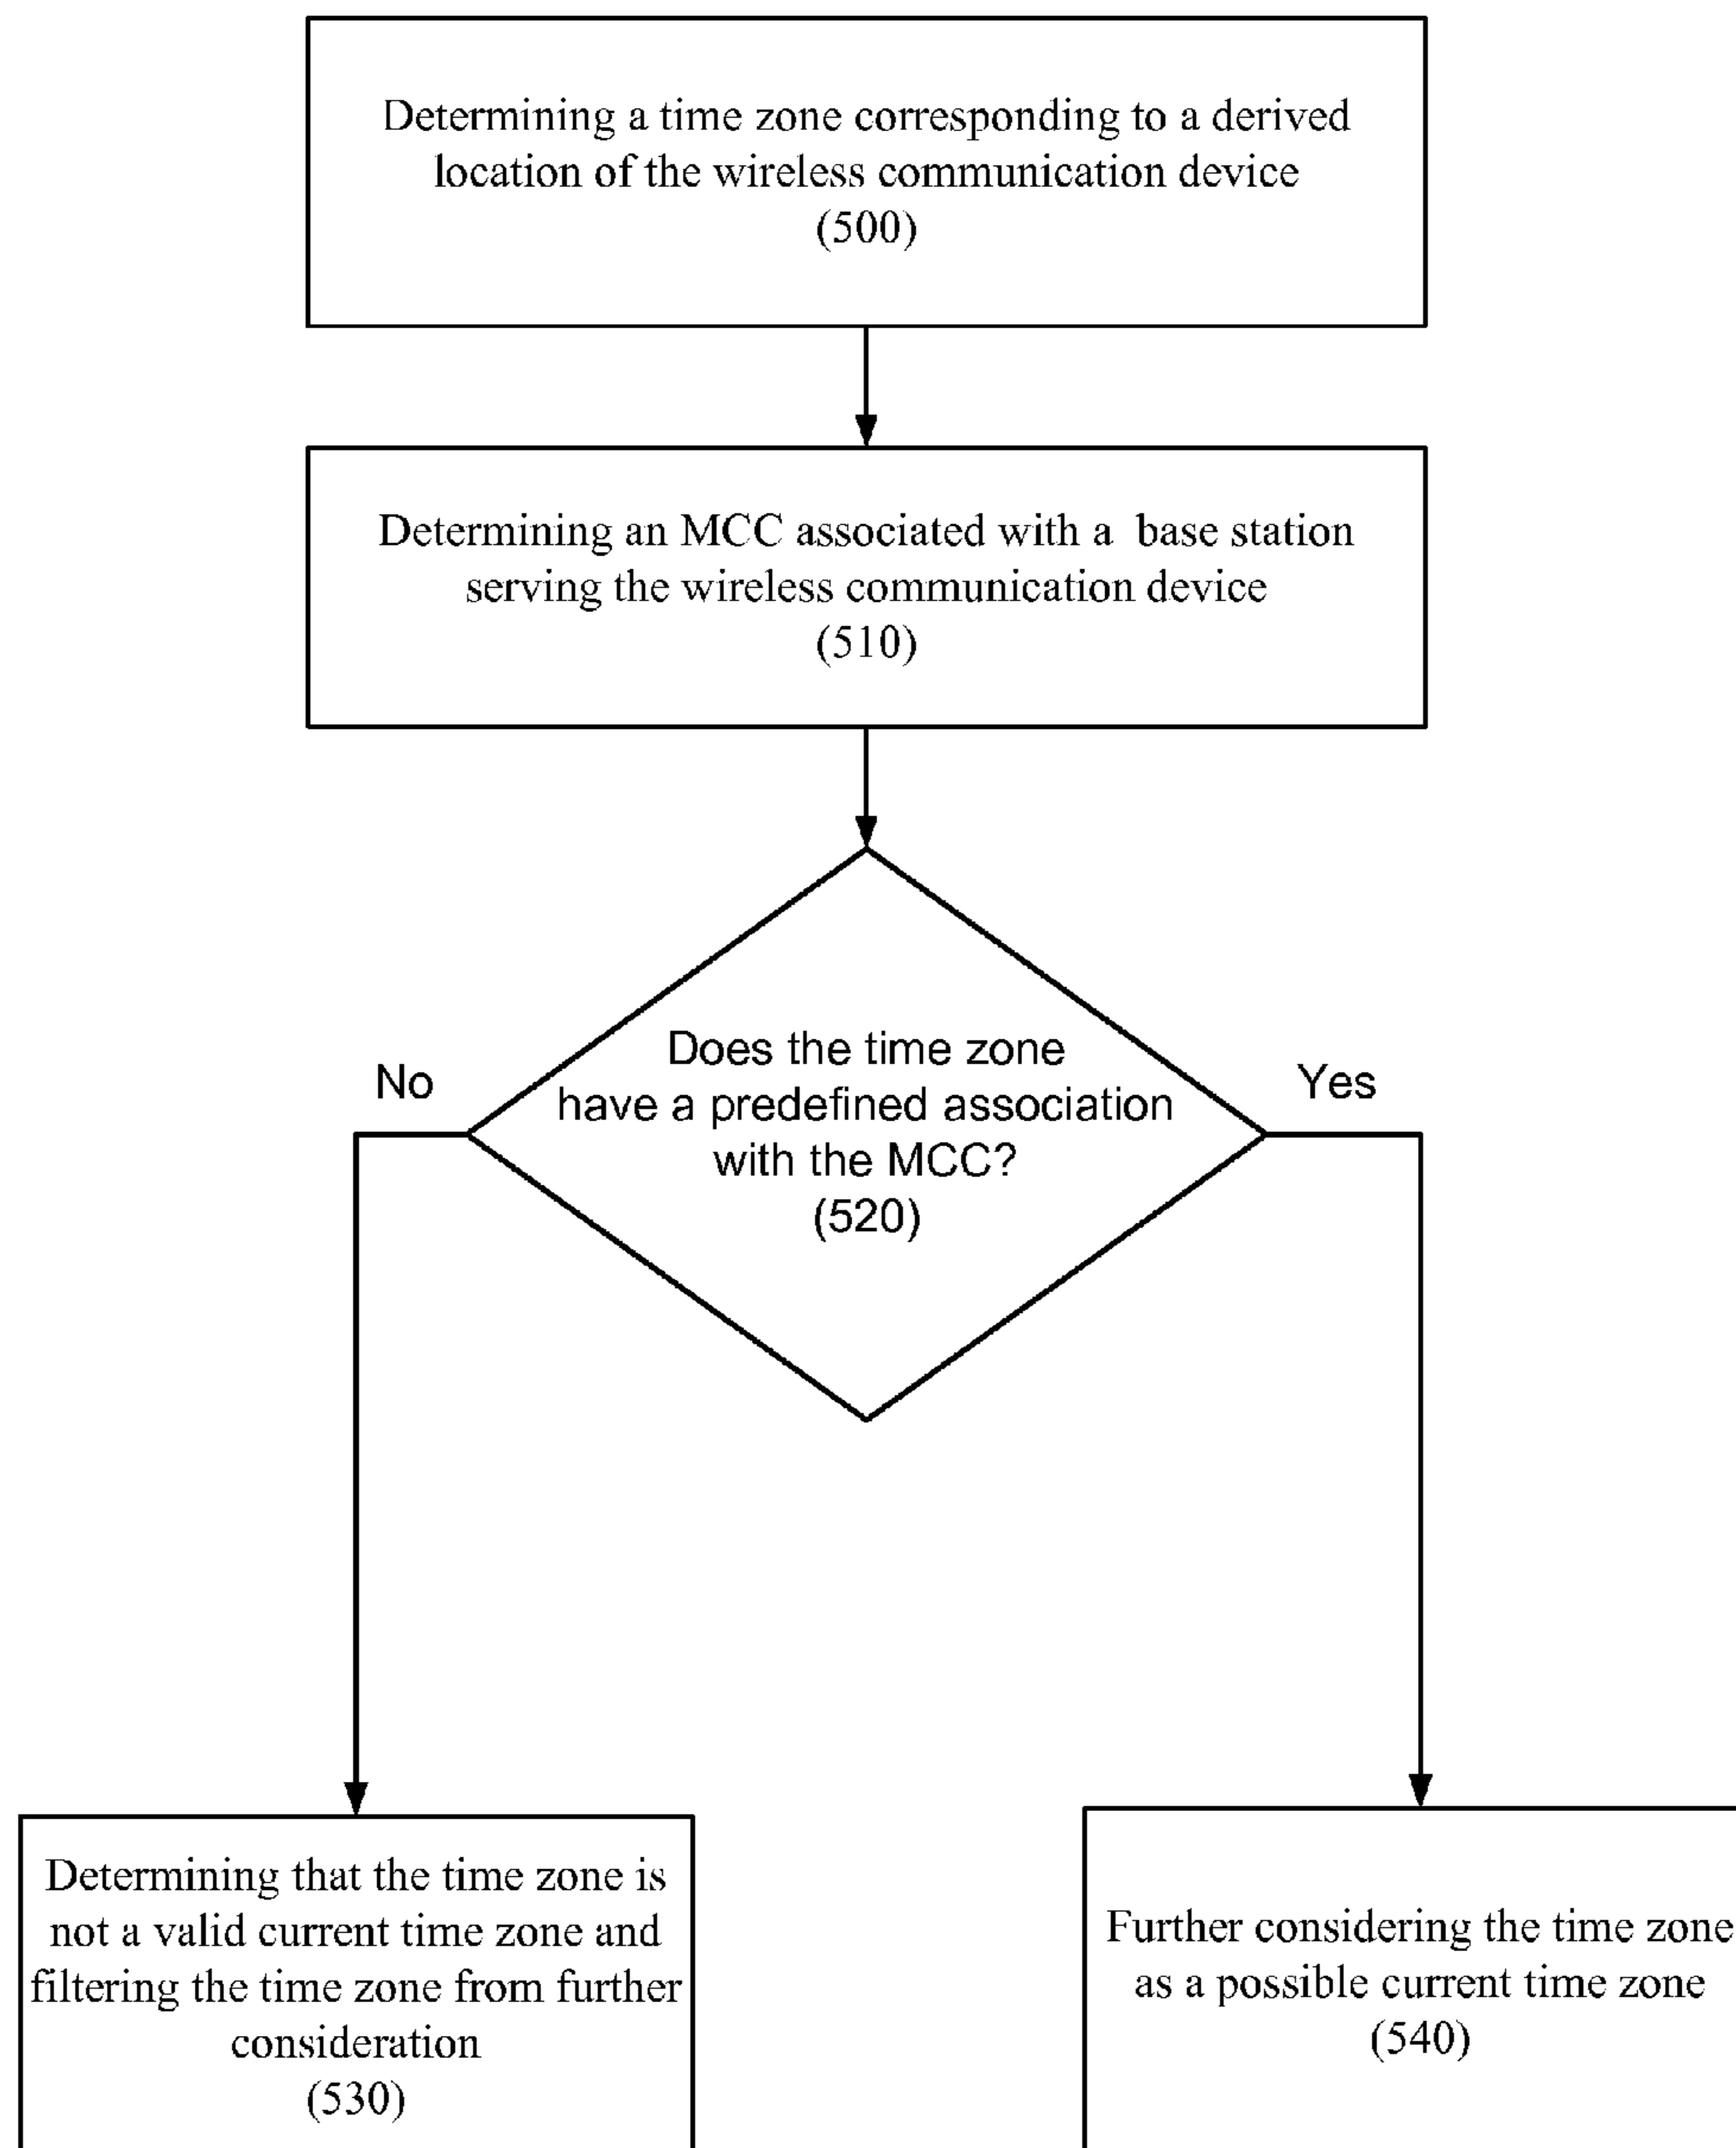 Determining a time zone corresponding to a derived
location of the wireless communication device
(500)
Determining an MCC associated with a base station
serving the wireless communication device
(510)
Does the time zone
have a predefined association
with the MCC?
(520)
No
Yes
Determining that the time zone is
not a valid current time zone and
filtering the time zone from further
consideration
(530)
Further considering the time zone
as a possible current time zone
(540)